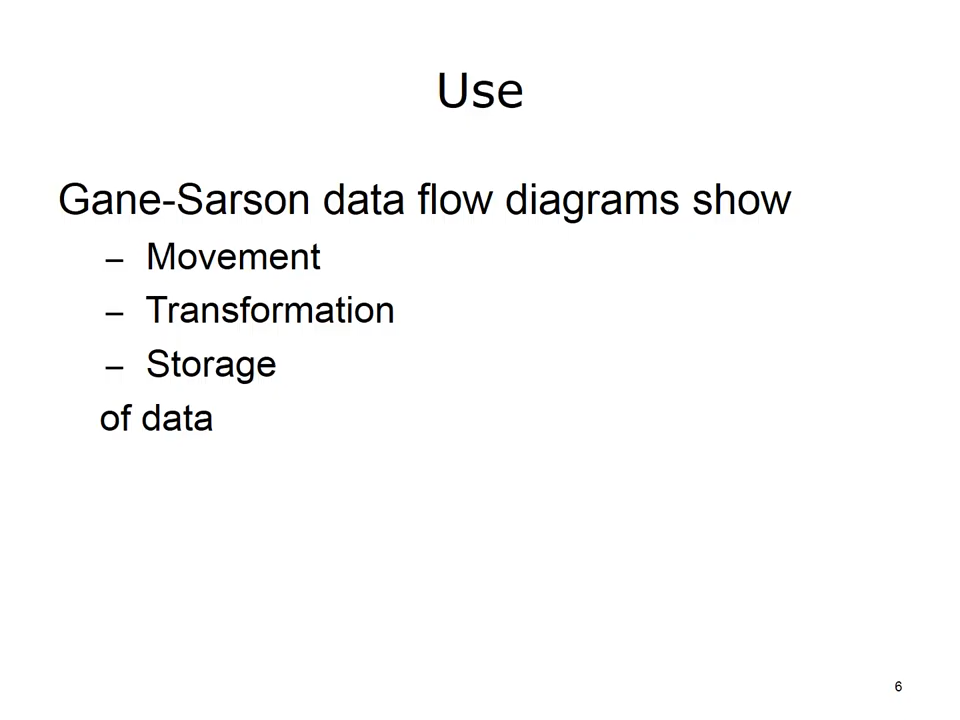 Use
Gane-Sarson data flow diagrams show
– Movement
– Transformation
– Storage
of data
6